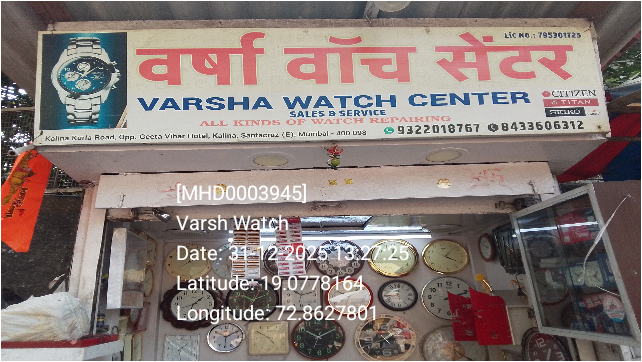 LIC NO.: 795301725
वर्षा वॉच सेंटर
VARSHA WATCH CENTER
SALES & SERVICE
ALL KINDS OF WATCH REPAIRING
CITIZEN
TITAN
SEIKO
Kalina Kurla Road, Opp. Geeta Vihar Hotel, Kalina, Santacruz (E), Mumbai - 400 098
9322018767 8433606312
[MHD0003945]
Varsh Watch
Date: 31-12-2025 13:27:25
Latitude: 19.0778164
Longitude: 72.8627801